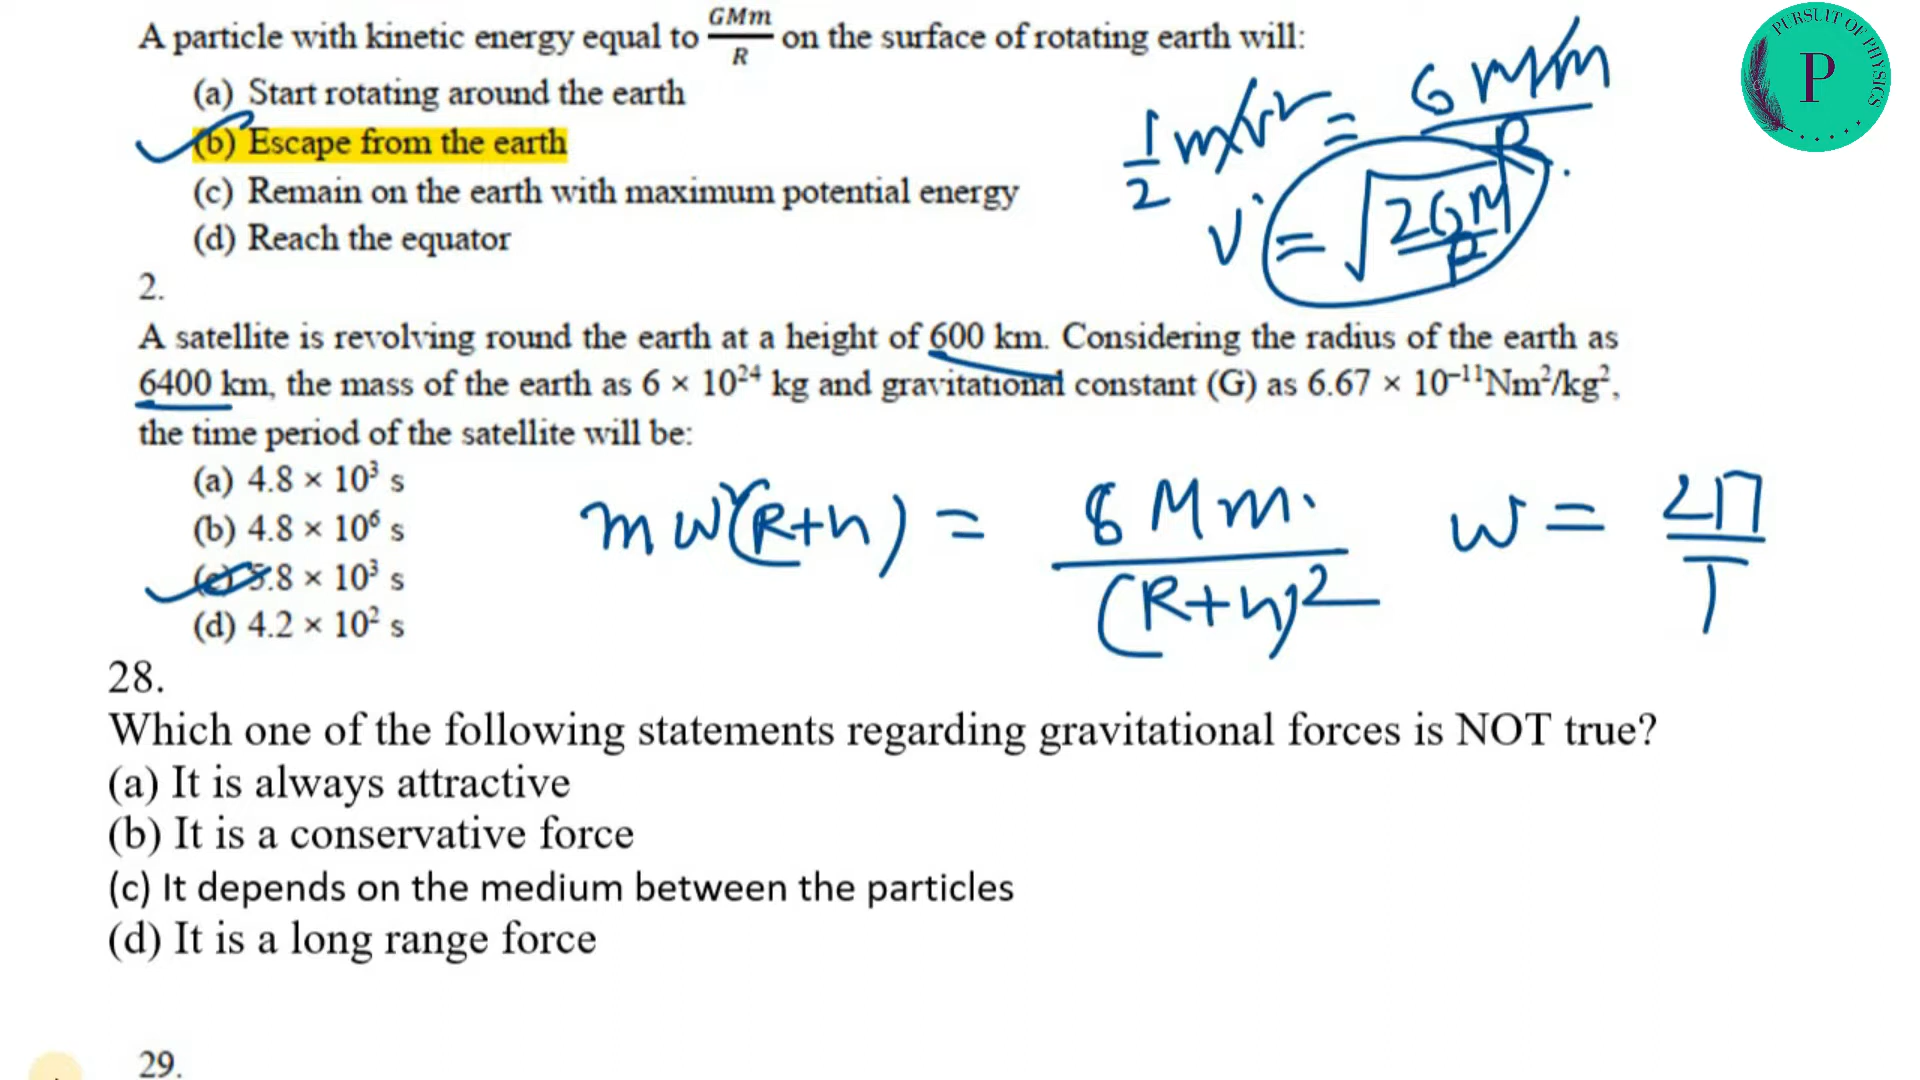 A particle with kinetic energy equal to GMm/R on the surface of rotating earth will:
(a) Start rotating around the earth
(b) Escape from the earth
(c) Remain on the earth with maximum potential energy
(d) Reach the equator
1/2 mv² = GMm/R
V = √2GM/R
2.
A satellite is revolving round the earth at a height of 600 km. Considering the radius of the earth as
6400 km, the mass of the earth as 6 × 10²⁴ kg and gravitational constant (G) as 6.67 × 10⁻¹¹Nm²/kg²,
the time period of the satellite will be:
(a) 4.8 × 10³ s
(b) 4.8 × 10⁶ s
(c) 5.8 × 10³ s
(d) 4.2 × 10² s
mw²(R+h) = GMm/(R+h)²
w = 2π/T
28.
Which one of the following statements regarding gravitational forces is NOT true?
(a) It is always attractive
(b) It is a conservative force
(c) It depends on the medium between the particles
(d) It is a long range force
29.
PURSUIT OF PHYSICS
P